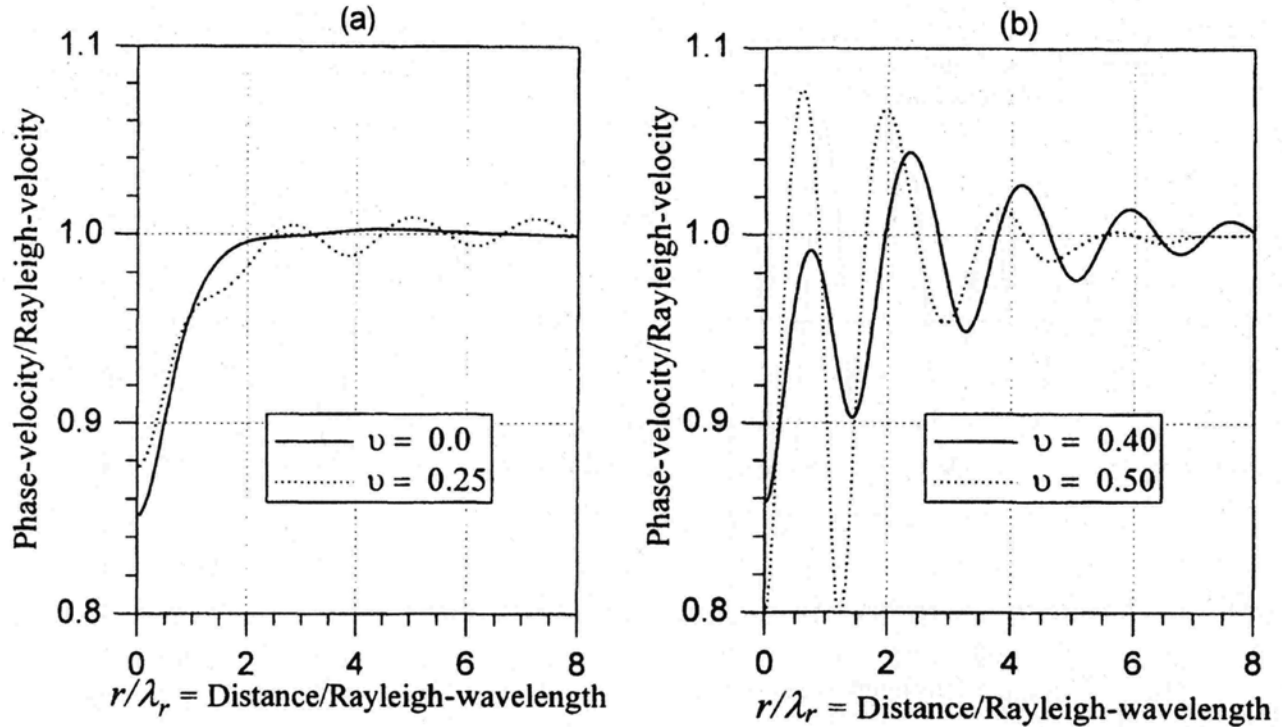 (a)
Phase-velocity/Rayleigh-velocity
1.1
1.0
0.9
0.8
υ = 0.0
υ = 0.25
0
2
4
6
8
r/λr = Distance/Rayleigh-wavelength
(b)
Phase-velocity/Rayleigh-velocity
1.1
1.0
0.9
0.8
υ = 0.40
υ = 0.50
0
2
4
6
8
r/λr = Distance/Rayleigh-wavelength